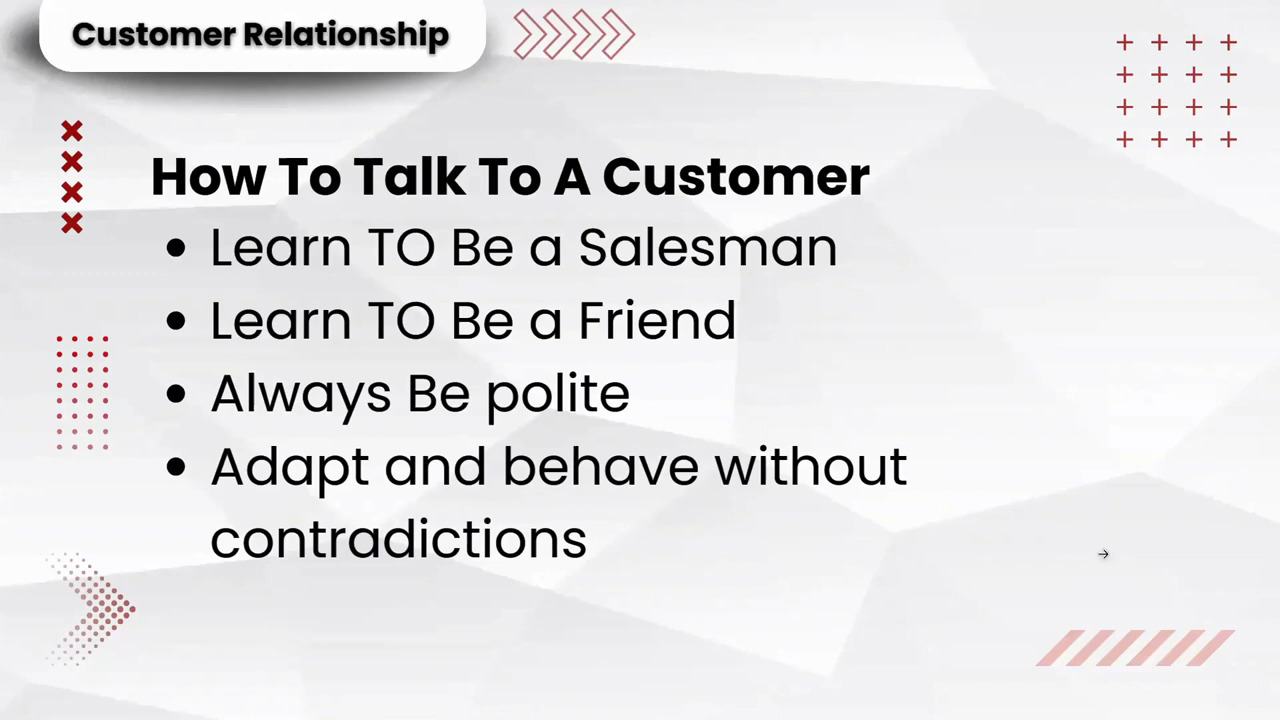 Customer Relationship
How To Talk To A Customer
• Learn TO Be a Salesman
• Learn TO Be a Friend
• Always Be polite
• Adapt and behave without
contradictions